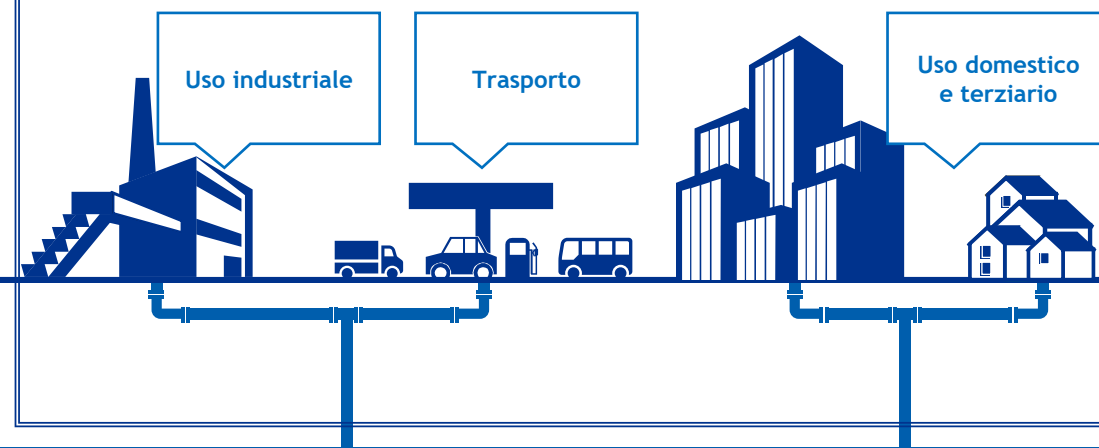 Uso industriale
Trasporto
Uso domestico
e terziario